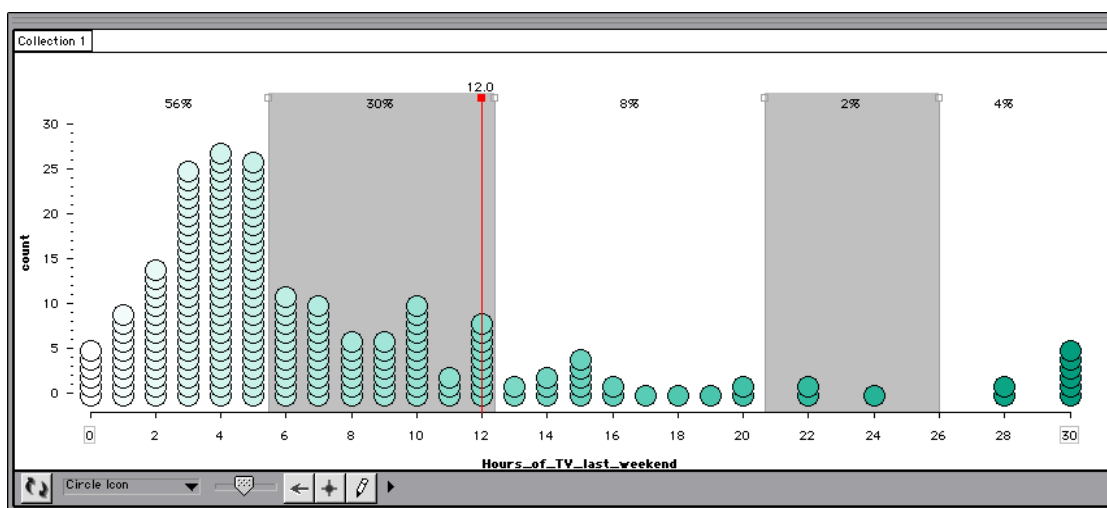 Collection 1
12.0
56% 30% 8% 2% 4%
30
25
20
15
10
5
0
count
0 2 4 6 8 10 12 14 16 18 20 22 24 26 28 30
Hours_of_TV_last_weekend
Circle Icon